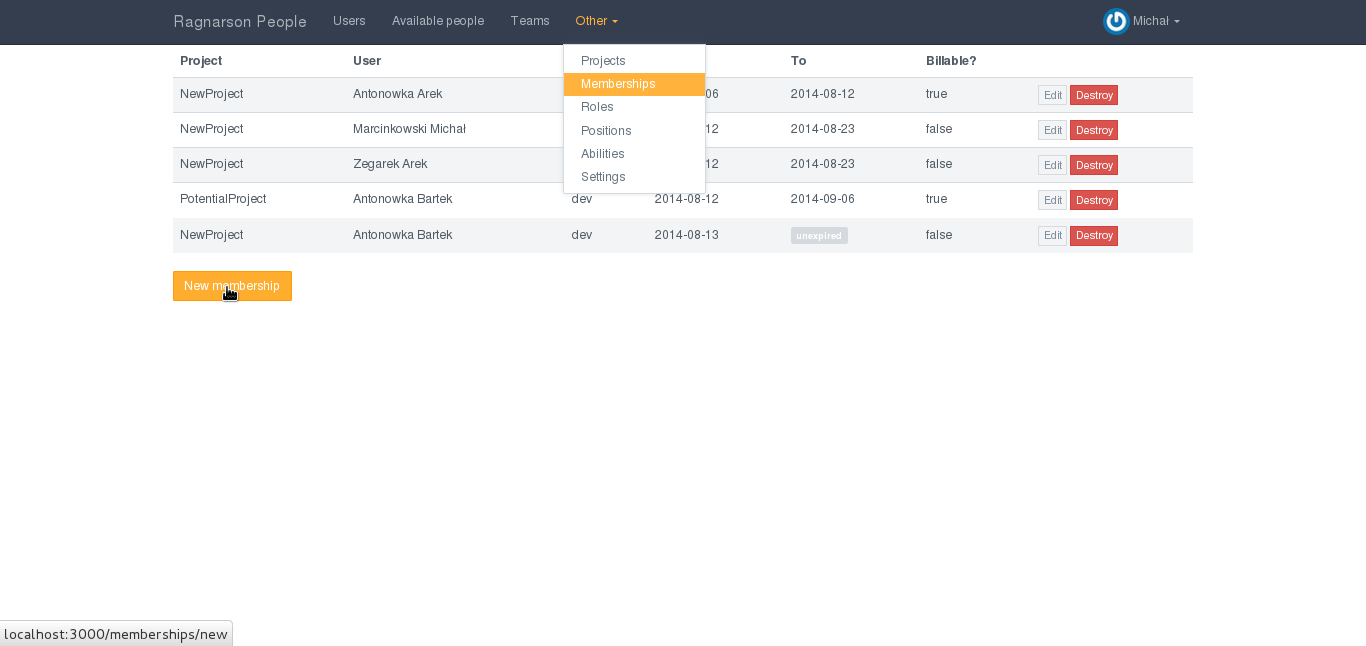 Ragnarson People Users Available people Teams Other Michał
Projects
Memberships
Roles
Positions
Abilities
Settings
Project User To Billable?
NewProject Antonowka Arek 06 2014-08-12 true Edit Destroy
NewProject Marcinkowski Michał 12 2014-08-23 false Edit Destroy
NewProject Zegarek Arek 12 2014-08-23 false Edit Destroy
PotentialProject Antonowka Bartek dev 2014-08-12 2014-09-06 true Edit Destroy
NewProject Antonowka Bartek dev 2014-08-13 unexpired false Edit Destroy
New membership
localhost:3000/memberships/new